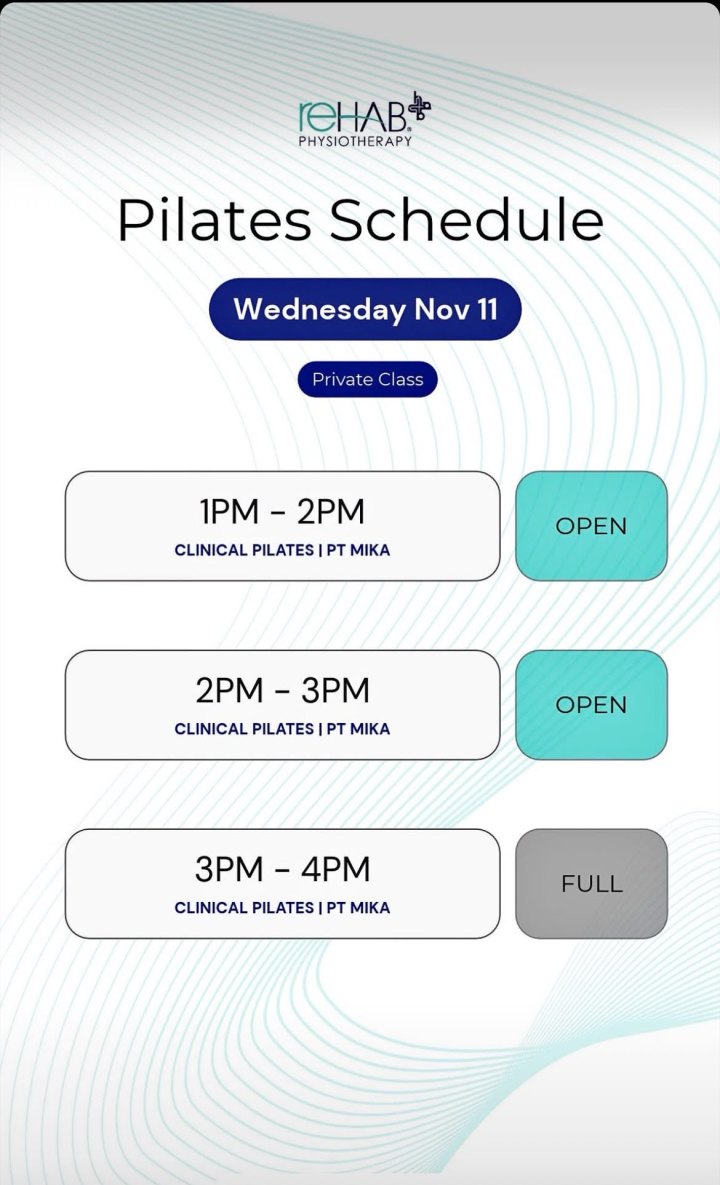 reHAB
PHYSIOTHERAPY
Pilates Schedule
Wednesday Nov 11
Private Class
1PM – 2PM
CLINICAL PILATES | PT MIKA
OPEN
2PM – 3PM
CLINICAL PILATES | PT MIKA
OPEN
3PM – 4PM
CLINICAL PILATES | PT MIKA
FULL